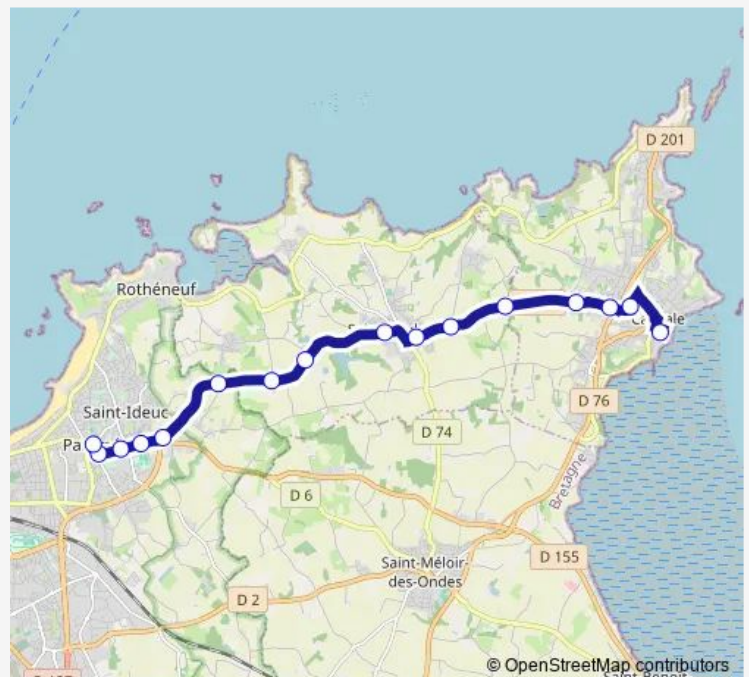 D 201
Rothéneuf
Saint-Ideuc
D 76
D 74
Bretagne
D 6
D 155
Saint-Méloir-
des-Ondes
D 2
© OpenStreetMap contributors